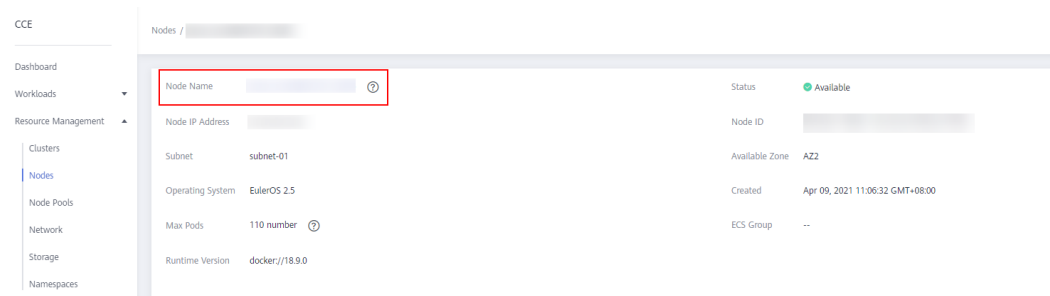 CCE
Nodes /
Dashboard
Workloads
Resource Management
Clusters
Nodes
Node Pools
Network
Storage
Namespaces
Node Name ?
Status Available
Node IP Address
Node ID
Subnet subnet-01
Available Zone AZ2
Operating System EulerOS 2.5
Created Apr 09, 2021 11:06:32 GMT+08:00
Max Pods 110 number ?
ECS Group --
Runtime Version docker://18.9.0